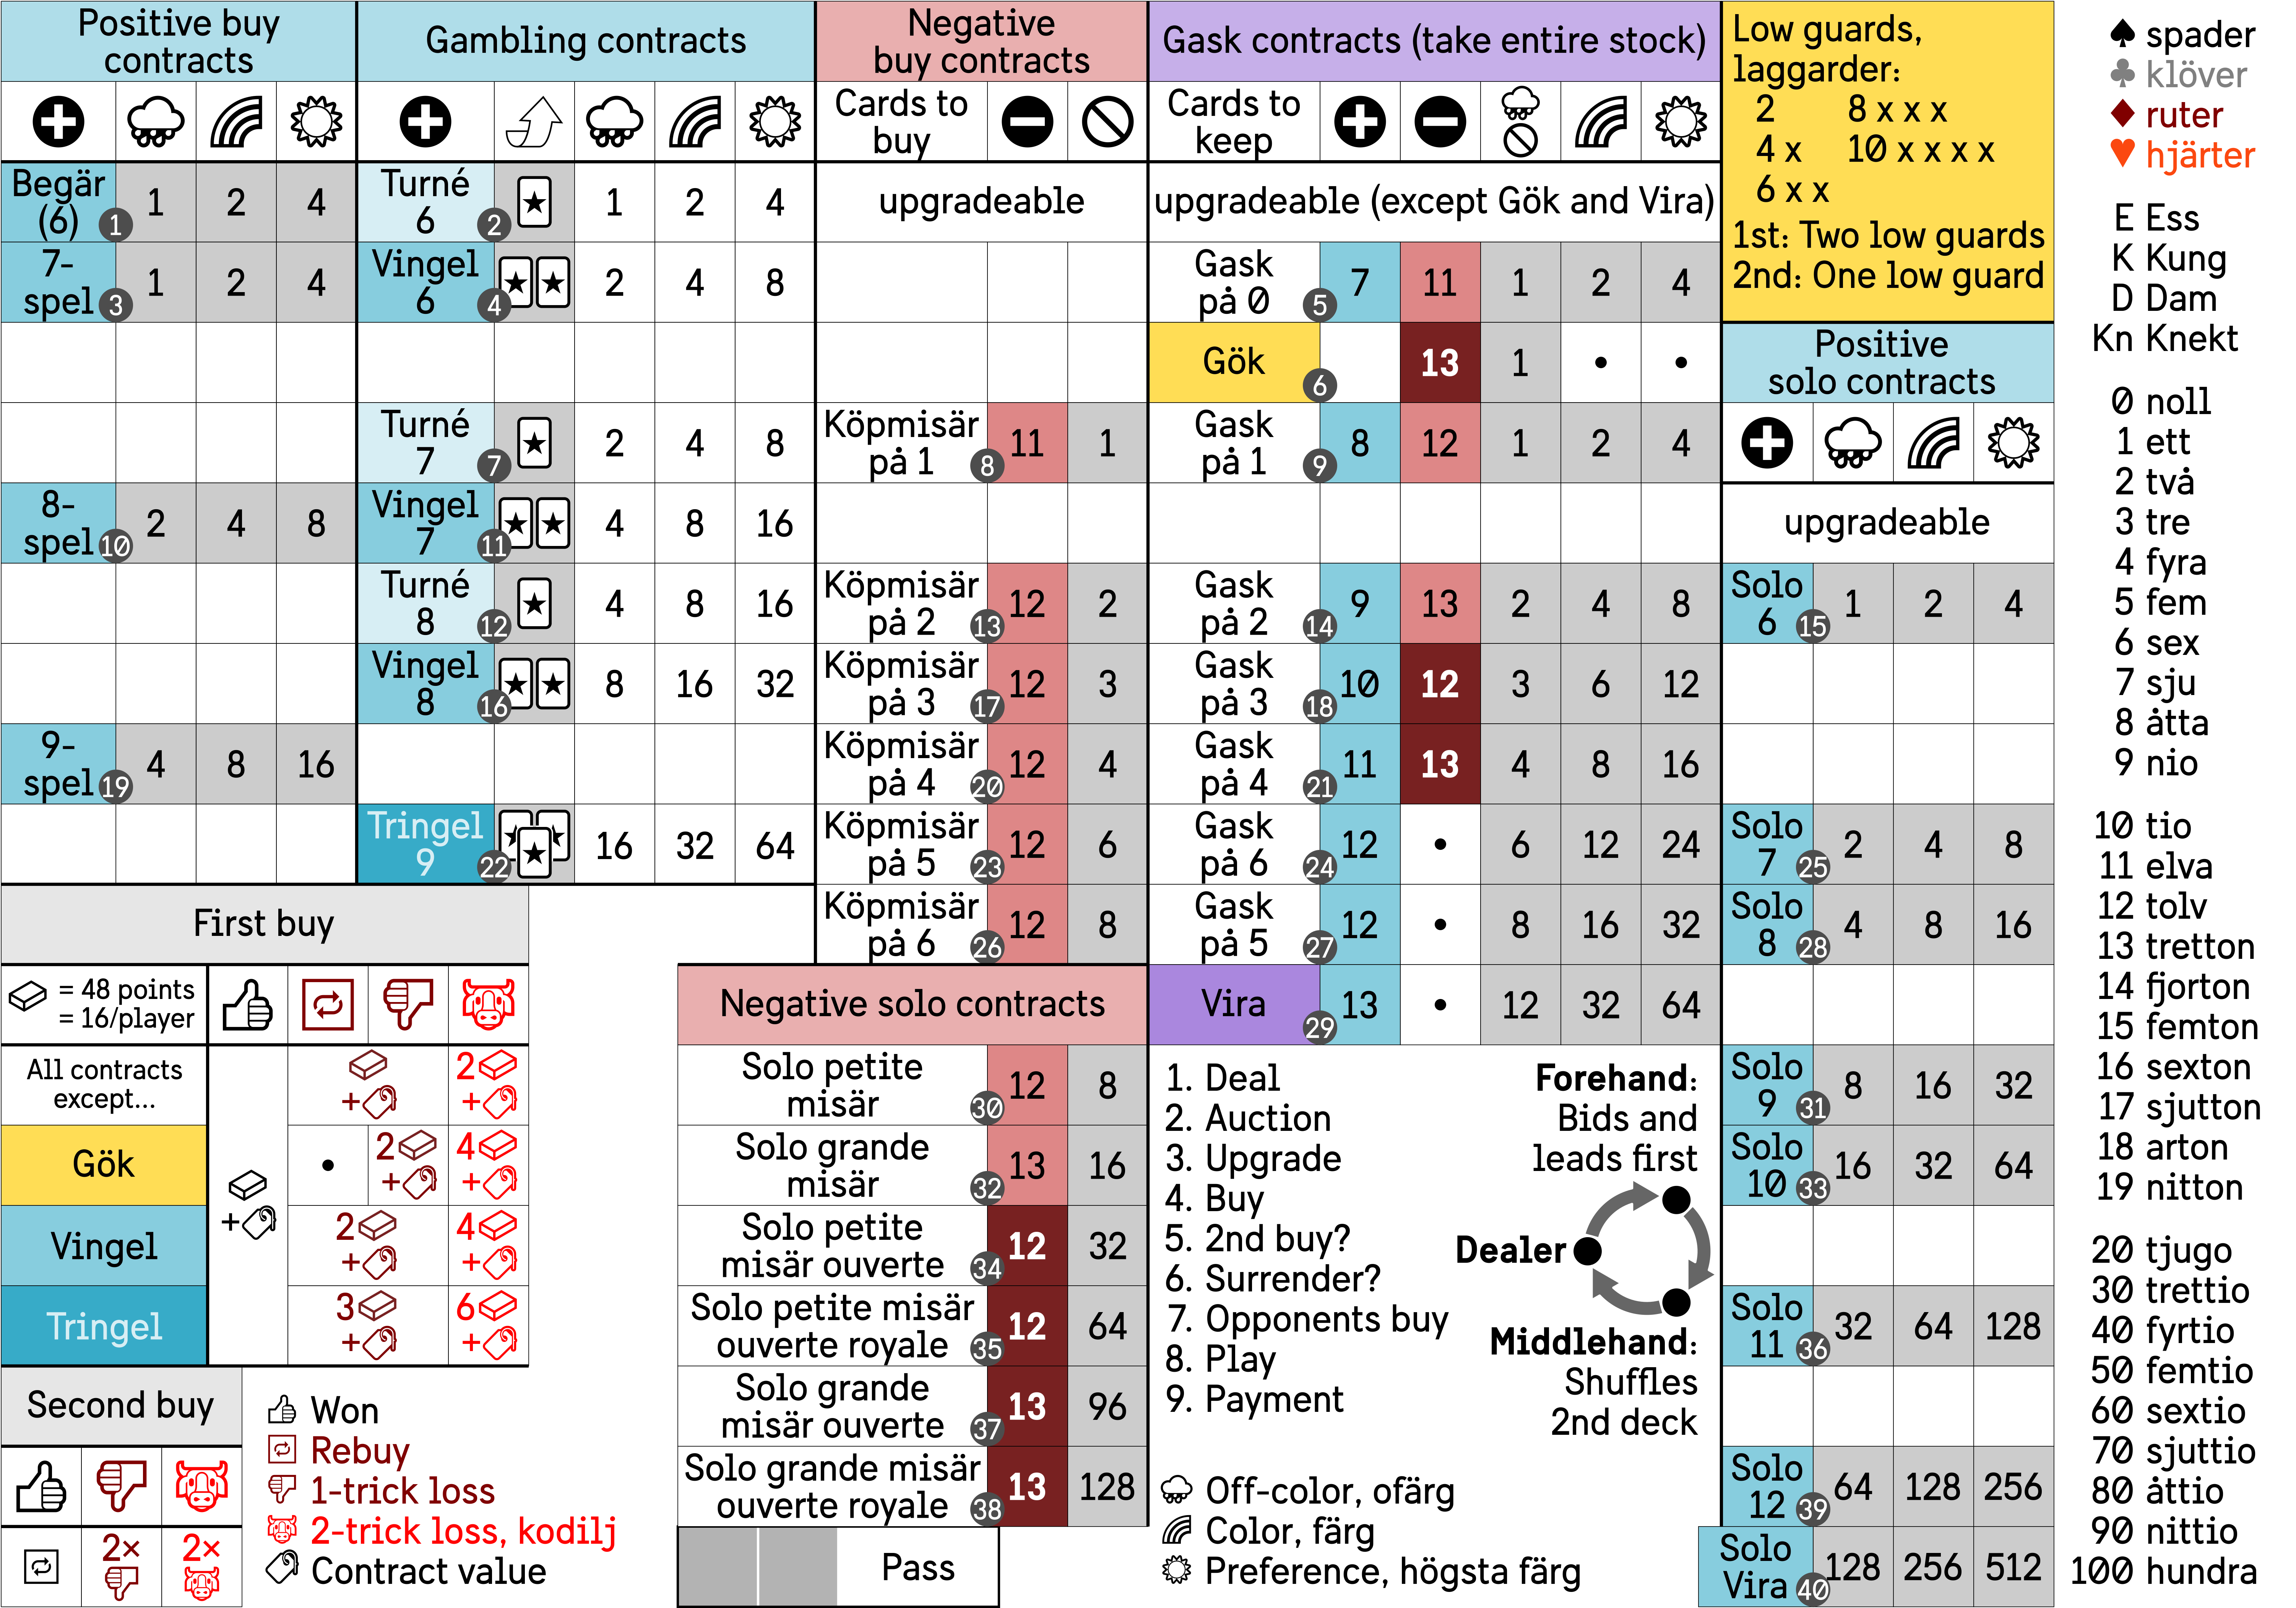 Positive buy
contracts
Begär (6) 1 1 2 4
7-spel 3 1 2 4
8-spel 10 2 4 8
9-spel 19 4 8 16
Gambling contracts
Turné 6 2 1 2 4
Vingel 6 4 2 4 8
Turné 7 7 2 4 8
Vingel 7 11 4 8 16
Turné 8 12 4 8 16
Vingel 8 16 8 16 32
Tringel 9 22 16 32 64
Negative
buy contracts
Cards to
buy
upgradeable
Köpmisär på 1 8 11 1
Köpmisär på 2 13 12 2
Köpmisär på 3 17 12 3
Köpmisär på 4 20 12 4
Köpmisär på 5 23 12 6
Köpmisär på 6 26 12 8
Gask contracts (take entire stock)
Cards to
keep
upgradeable (except Gök and Vira)
Gask på 0 5 7 11 1 2 4
Gök 6 13 1 • •
Gask på 1 9 8 12 1 2 4
Gask på 2 14 9 13 2 4 8
Gask på 3 18 10 12 3 6 12
Gask på 4 21 11 13 4 8 16
Gask på 6 24 12 • 6 12 24
Gask på 5 27 12 • 8 16 32
Vira 29 13 • 12 32 64
Low guards,
laggarder:
2 8 x x x
4 x 10 x x x x
6 x x
1st: Two low guards
2nd: One low guard
Positive
solo contracts
upgradeable
Solo 6 15 1 2 4
Solo 7 25 2 4 8
Solo 8 28 4 8 16
Solo 9 31 8 16 32
Solo 10 33 16 32 64
Solo 11 36 32 64 128
Solo 12 39 64 128 256
Solo Vira 40 128 256 512
First buy
= 48 points
= 16/player
All contracts
except...
+
+
2
+
Gök
•
2
+
4
+
Vingel
2
+
4
+
Tringel
3
+
6
+
Second buy
2×
2×
Won
Rebuy
1-trick loss
2-trick loss, kodilj
Contract value
Negative solo contracts
Solo petite misär 30 12 8
Solo grande misär 32 13 16
Solo petite misär ouverte 34 12 32
Solo petite misär ouverte royale 35 12 64
Solo grande misär ouverte 37 13 96
Solo grande misär ouverte royale 38 13 128
Pass
1. Deal
2. Auction
3. Upgrade
4. Buy
5. 2nd buy?
6. Surrender?
7. Opponents buy
8. Play
9. Payment
Forehand:
Bids and
leads first
Dealer
Middlehand:
Shuffles
2nd deck
Off-color, ofärg
Color, färg
Preference, högsta färg
♠ spader
♣ klöver
♦ ruter
♥ hjärter
E Ess
K Kung
D Dam
Kn Knekt
0 noll
1 ett
2 två
3 tre
4 fyra
5 fem
6 sex
7 sju
8 åtta
9 nio
10 tio
11 elva
12 tolv
13 tretton
14 fjorton
15 femton
16 sexton
17 sjutton
18 arton
19 nitton
20 tjugo
30 trettio
40 fyrtio
50 femtio
60 sextio
70 sjuttio
80 åttio
90 nittio
100 hundra